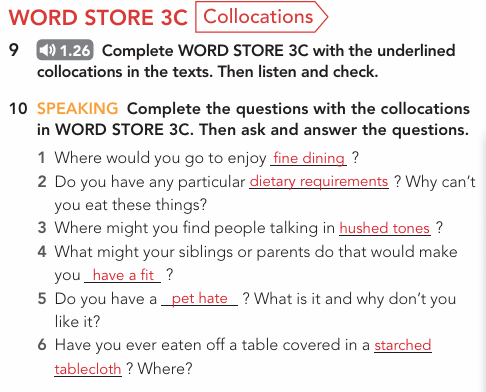 WORD STORE 3C Collocations
9 1.26 Complete WORD STORE 3C with the underlined
collocations in the texts. Then listen and check.
10 SPEAKING Complete the questions with the collocations
in WORD STORE 3C. Then ask and answer the questions.
1 Where would you go to enjoy fine dining ?
2 Do you have any particular dietary requirements ? Why can't
you eat these things?
3 Where might you find people talking in hushed tones ?
4 What might your siblings or parents do that would make
you have a fit ?
5 Do you have a pet hate ? What is it and why don't you
like it?
6 Have you ever eaten off a table covered in a starched
tablecloth ? Where?